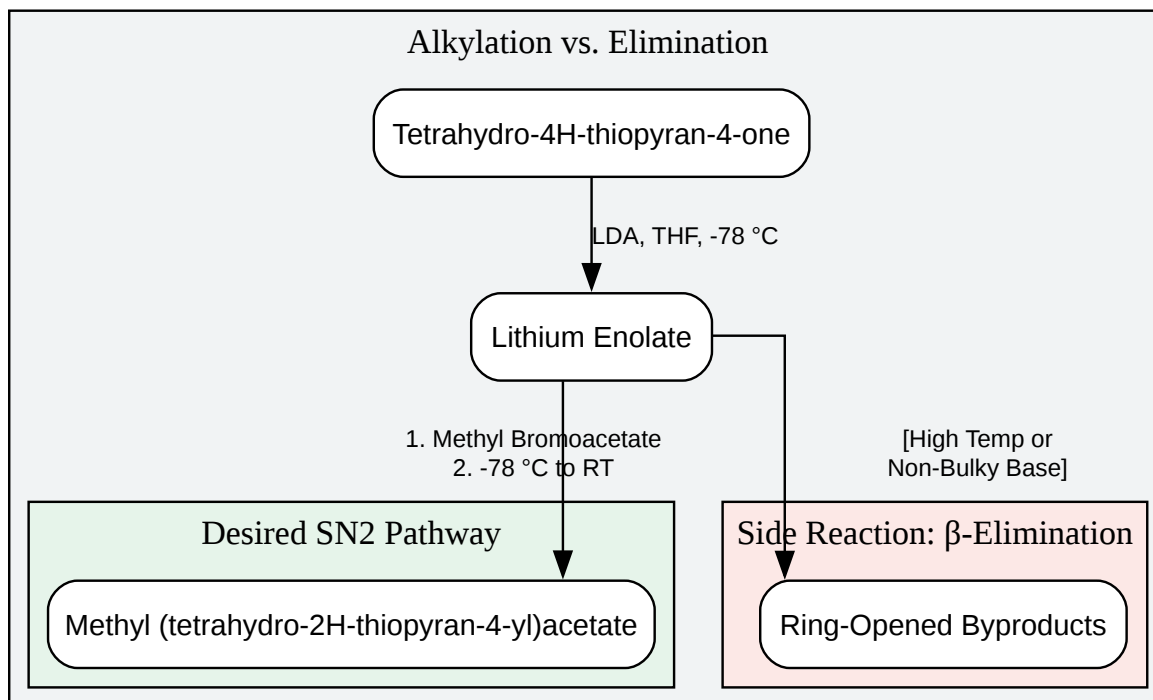 Alkylation vs. Elimination
Tetrahydro-4H-thiopyran-4-one
LDA, THF, -78 °C
Lithium Enolate
1. Methyl Bromoacetate
2. -78 °C to RT
[High Temp or
Non-Bulky Base]
Desired SN2 Pathway
Side Reaction: β-Elimination
Methyl (tetrahydro-2H-thiopyran-4-yl)acetate
Ring-Opened Byproducts